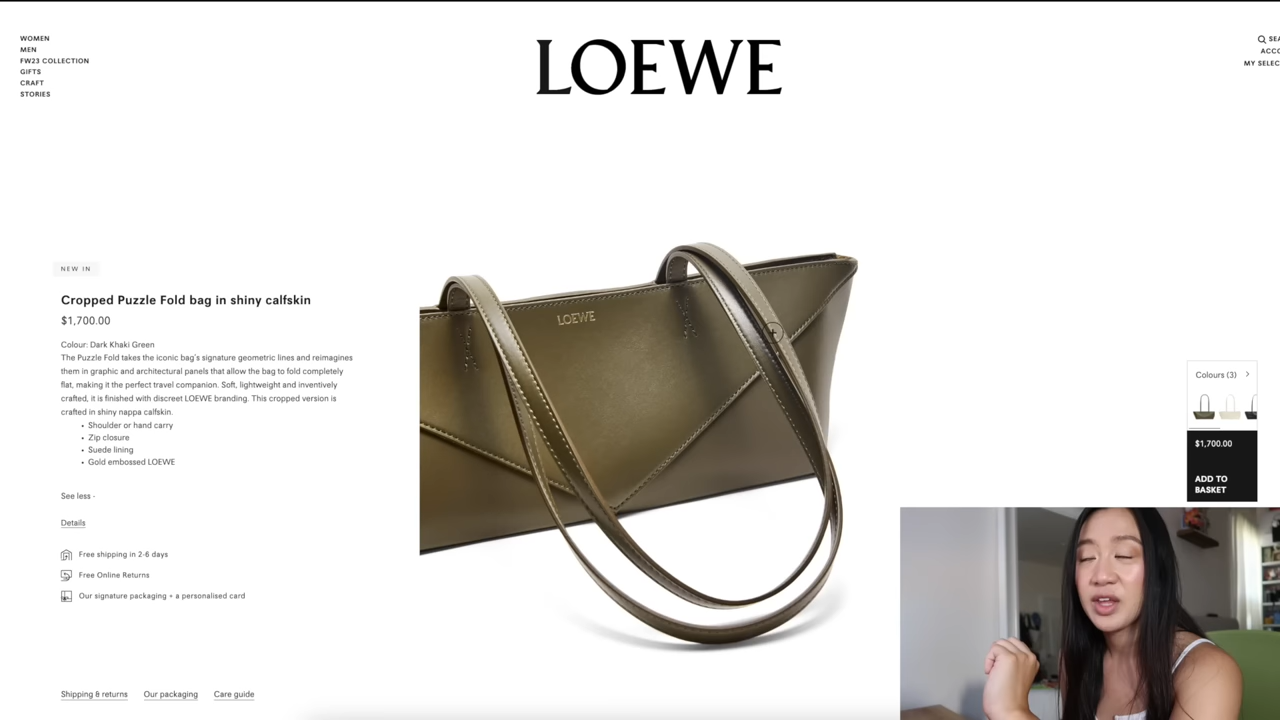 WOMEN
MEN
FW23 COLLECTION
GIFTS
CRAFT
STORIES
LOEWE
NEW IN
Cropped Puzzle Fold bag in shiny calfskin
$1,700.00
Colour: Dark Khaki Green
The Puzzle Fold takes the iconic bag's signature geometric lines and reimagines
them in graphic and architectural panels that allow the bag to fold completely
flat, making it the perfect travel companion. Soft, lightweight and inventively
crafted, it is finished with discreet LOEWE branding. This cropped version is
crafted in shiny nappa calfskin.
• Shoulder or hand carry
• Zip closure
• Suede lining
• Gold embossed LOEWE
See less -
Details
Free shipping in 2-6 days
Free Online Returns
Our signature packaging + a personalised card
Shipping & returns Our packaging Care guide
LOEWE
SEA
ACCO
MY SELEC
Colours (3) >
$1,700.00
ADD TO
BASKET